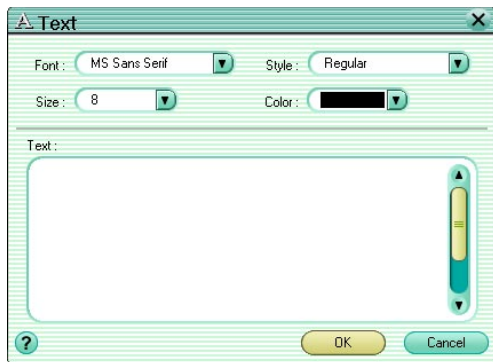 A Text
Font : MS Sans Serif Style : Regular
Size : 8 Color :
Text :
? OK Cancel